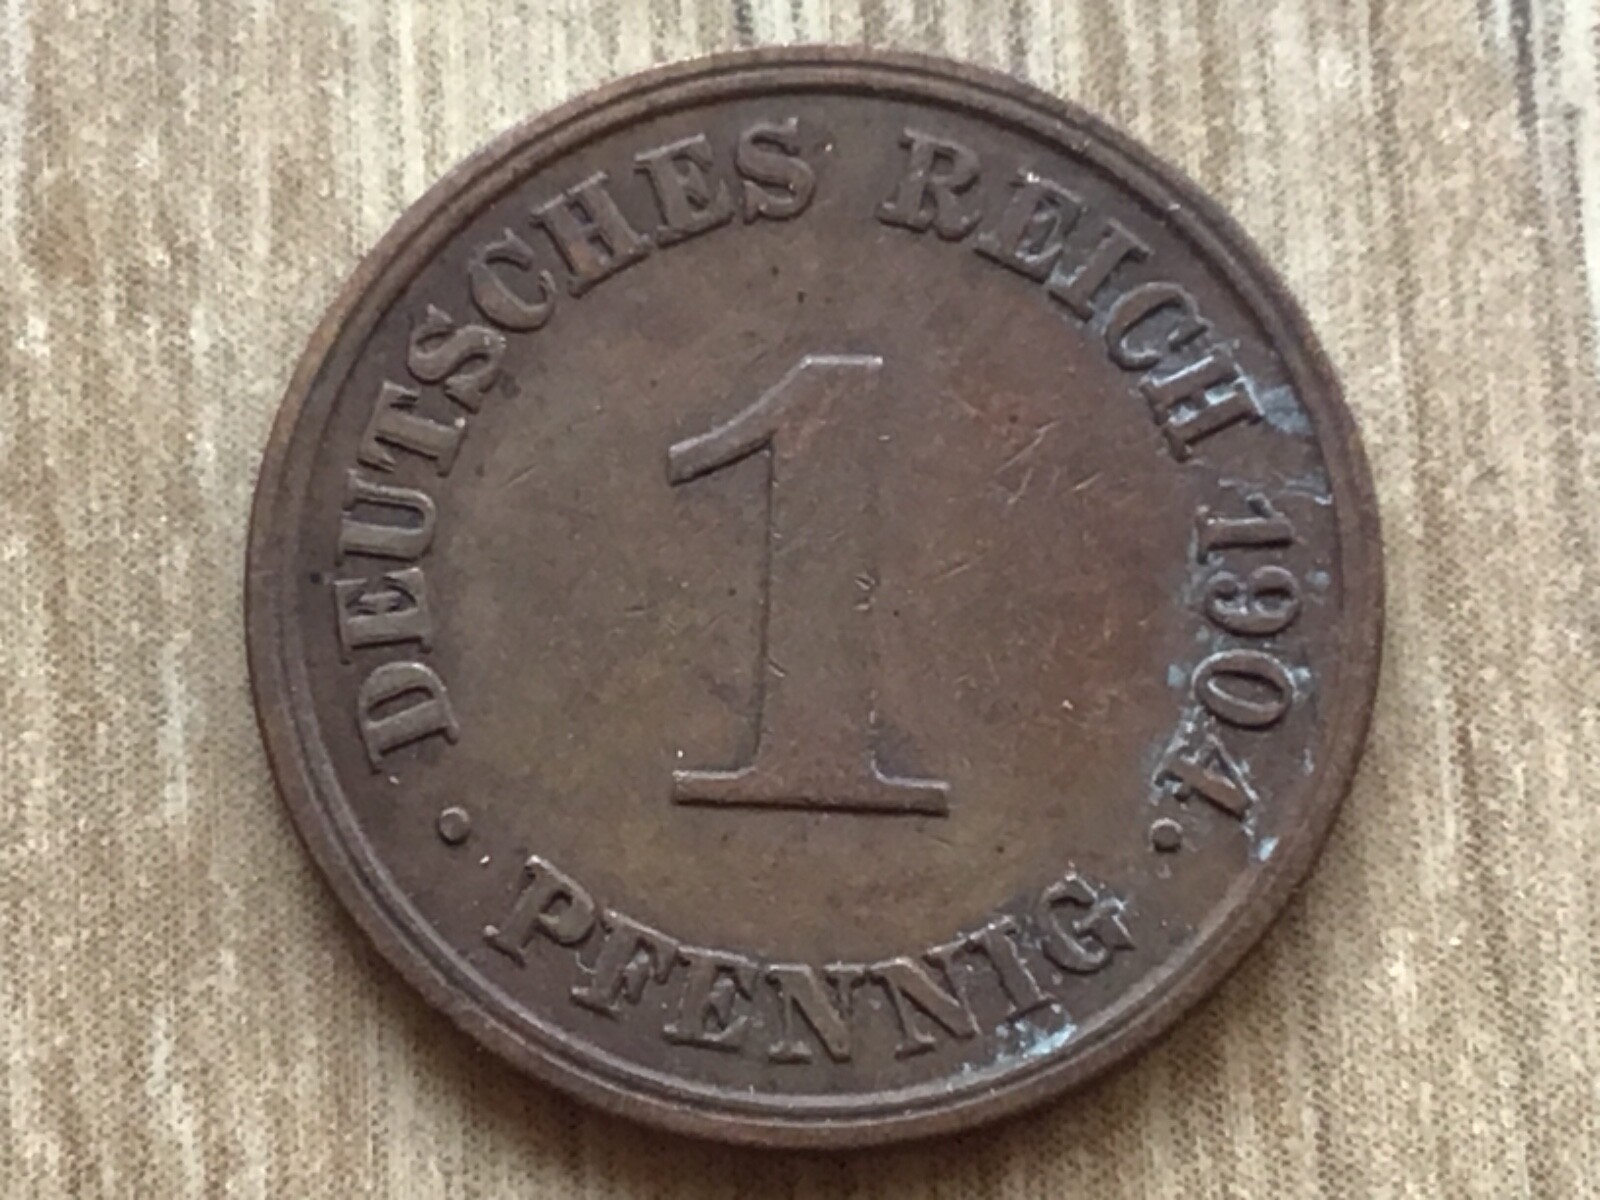 DEUTSCHES REICH 1904
1
PFENNIG